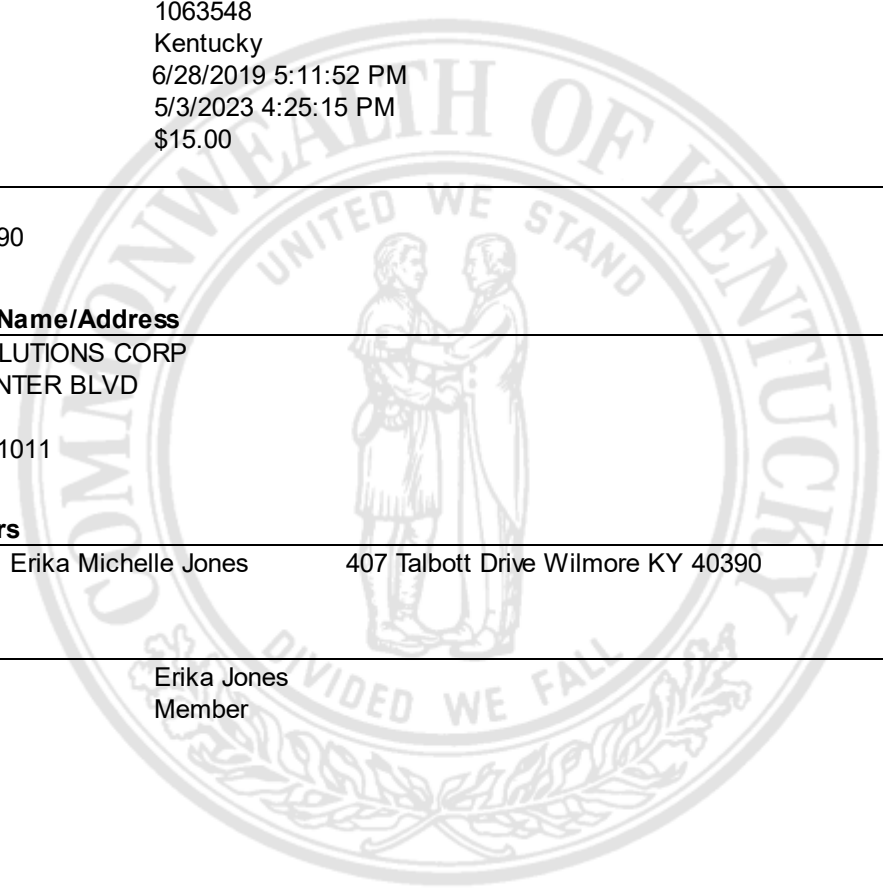 1063548
Kentucky
6/28/2019 5:11:52 PM
5/3/2023 4:25:15 PM
$15.00
COMMONWEALTH OF KENTUCKY
UNITED WE STAND
90
Name/Address
LUTIONS CORP
NTER BLVD
1011
rs
Erika Michelle Jones 407 Talbott Drive Wilmore KY 40390
DIVIDED WE FALL
Erika Jones
Member